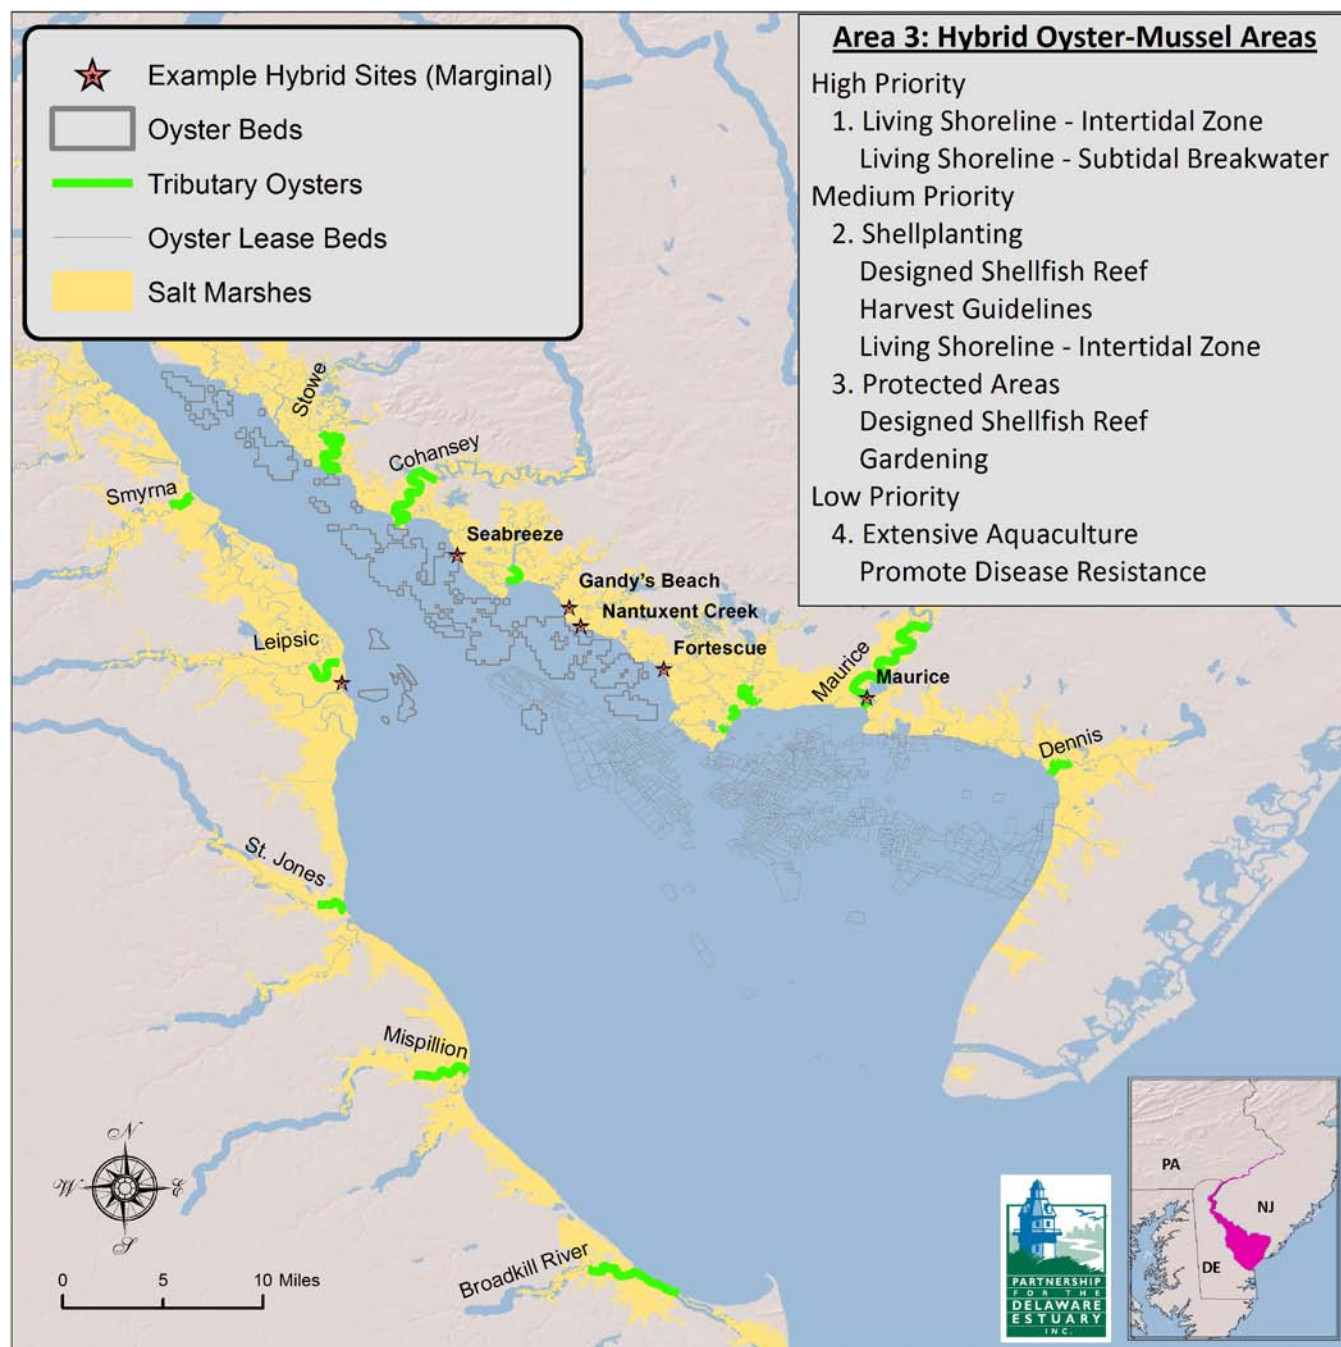 Example Hybrid Sites (Marginal)
Oyster Beds
Tributary Oysters
Oyster Lease Beds
Salt Marshes
Area 3: Hybrid Oyster-Mussel Areas
High Priority
1. Living Shoreline - Intertidal Zone
Living Shoreline - Subtidal Breakwater
Medium Priority
2. Shellplanting
Designed Shellfish Reef
Harvest Guidelines
Living Shoreline - Intertidal Zone
3. Protected Areas
Designed Shellfish Reef
Gardening
Low Priority
4. Extensive Aquaculture
Promote Disease Resistance
Stowe
Cohansey
Smyrna
Seabreeze
Gandy's Beach
Nantuxent Creek
Leipsic
Fortescue
Maurice
Maurice
Dennis
St. Jones
Mispillion
Broadkill River
N
W
E
S
0 5 10 Miles
PARTNERSHIP
FOR THE
DELAWARE
ESTUARY
INC.
PA
NJ
DE